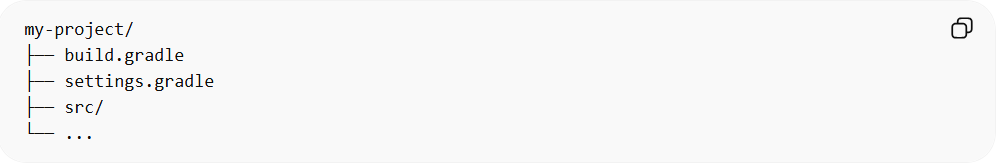 my-project/
├── build.gradle
├── settings.gradle
├── src/
└── ...